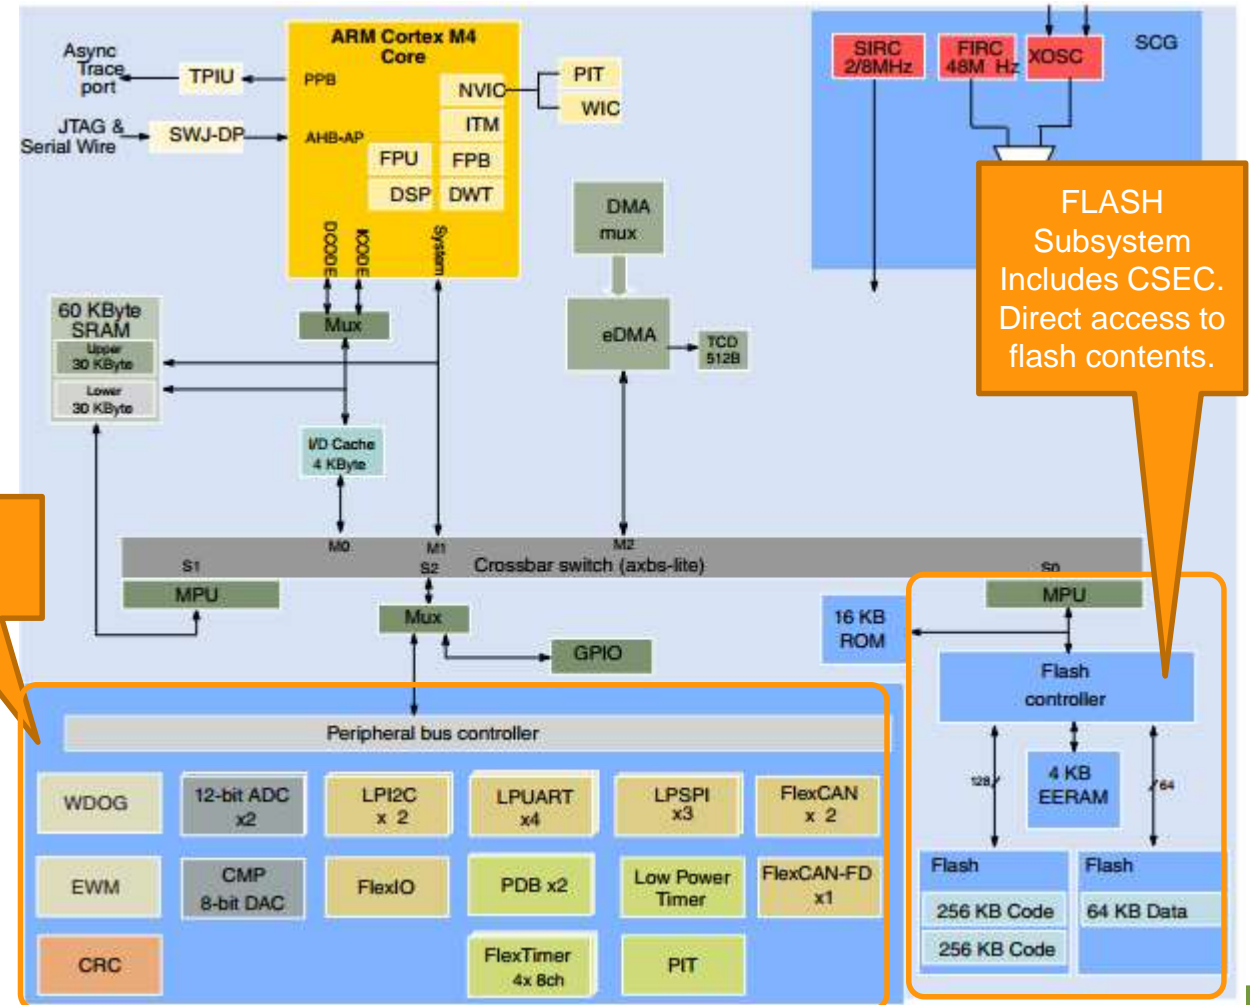 ARM Cortex M4
Core
Async
Trace
port
TPIU
PPB
NVIC
PIT
WIC
JTAG &
Serial Wire
SWJ-DP
AHB-AP
ITM
FPU
FPB
DSP
DWT
DCODE
ICODE
System
SIRC
2/8MHz
FIRC
48M Hz
XOSC
SCG
FLASH
Subsystem
Includes CSEC.
Direct access to
flash contents.
DMA
mux
eDMA
TCD
512B
60 KByte
SRAM
Upper
30 KByte
Lower
30 KByte
Mux
I/D Cache
4 KByte
M0
M1
M2
S1
S2
Crossbar switch (axbs-lite)
S0
MPU
Mux
GPIO
MPU
16 KB
ROM
Flash
controller
128
4 KB
EERAM
64
Flash
256 KB Code
256 KB Code
Flash
64 KB Data
Peripheral bus controller
WDOG
12-bit ADC
x2
LPI2C
x 2
LPUART
x4
LPSPI
x3
FlexCAN
x 2
EWM
CMP
8-bit DAC
FlexIO
PDB x2
Low Power
Timer
FlexCAN-FD
x1
CRC
FlexTimer
4x 8ch
PIT